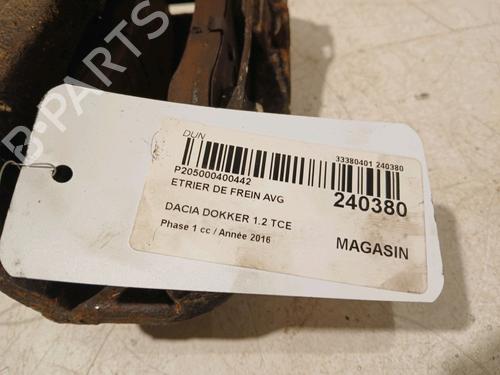 B-PARTS
DUN
33380401 240380
P205000400442
ETRIER DE FREIN AVG
240380
DACIA DOKKER 1.2 TCE
Phase 1 cc / Année 2016
MAGASIN